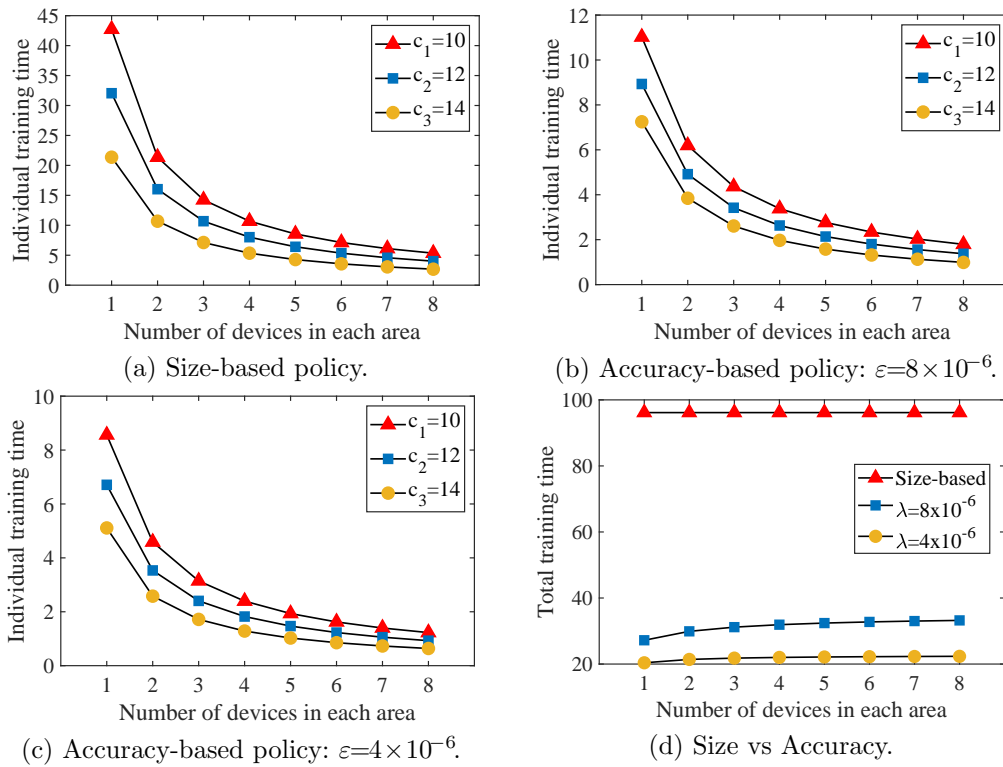 45
40
35
30
25
20
15
10
5
0
Individual training time
c1=10
c2=12
c3=14
1 2 3 4 5 6 7 8
Number of devices in each area
(a) Size-based policy.
12
10
8
6
4
2
0
Individual training time
c1=10
c2=12
c3=14
1 2 3 4 5 6 7 8
Number of devices in each area
(b) Accuracy-based policy: ε=8×10⁻⁶.
10
8
6
4
2
0
Individual training time
c1=10
c2=12
c3=14
1 2 3 4 5 6 7 8
Number of devices in each area
(c) Accuracy-based policy: ε=4×10⁻⁶.
100
80
60
40
20
Total training time
Size-based
λ=8x10⁻⁶
λ=4x10⁻⁶
1 2 3 4 5 6 7 8
Number of devices in each area
(d) Size vs Accuracy.